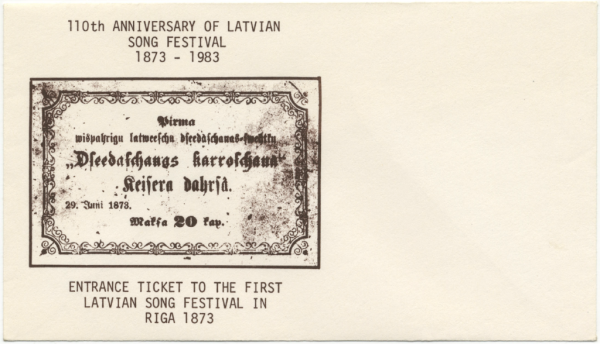 110th ANNIVERSARY OF LATVIAN
SONG FESTIVAL
1873 - 1983
Pirma
wispahrigu latweeschu dseedaschanas-swehtku
„Dseedaschanas karroschana“
Keisera dahrsâ.
29. Juni 1873.
Maksa 20 kap.
ENTRANCE TICKET TO THE FIRST
LATVIAN SONG FESTIVAL IN
RIGA 1873